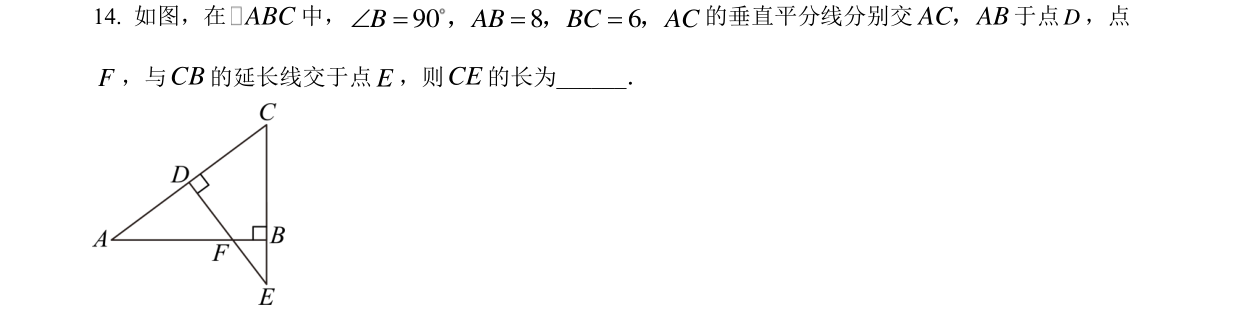 14. 如图，在□ABC中，∠B=90°，AB=8，BC=6，AC的垂直平分线分别交AC，AB于点D，点
F，与CB的延长线交于点E，则CE的长为______.
C
D
A
B
F
E